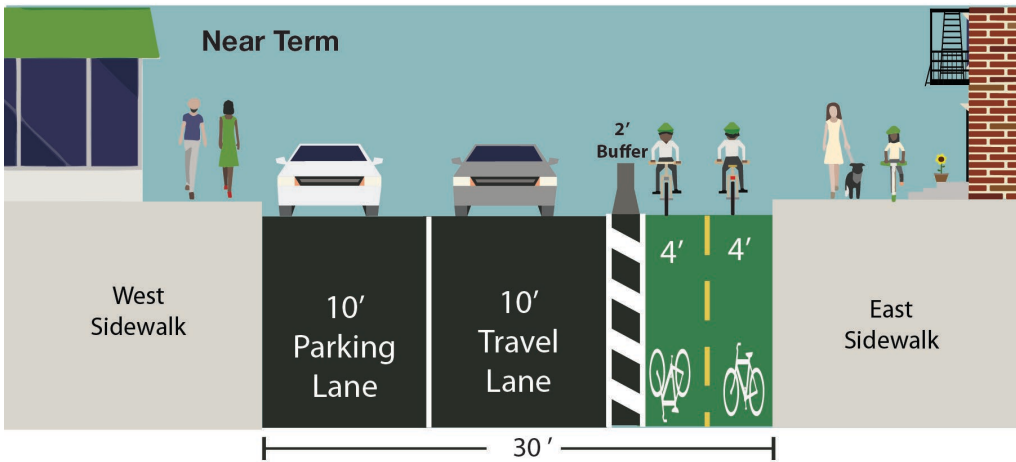 Near Term
2’
Buffer
4’
4’
West
Sidewalk
10’
Parking
Lane
10’
Travel
Lane
East
Sidewalk
30 ’